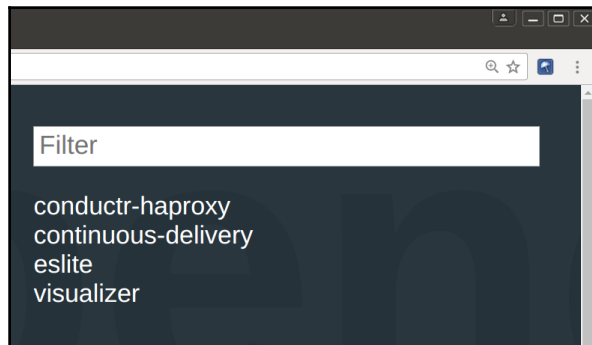 Filter
conductr-haproxy
continuous-delivery
eslite
visualizer